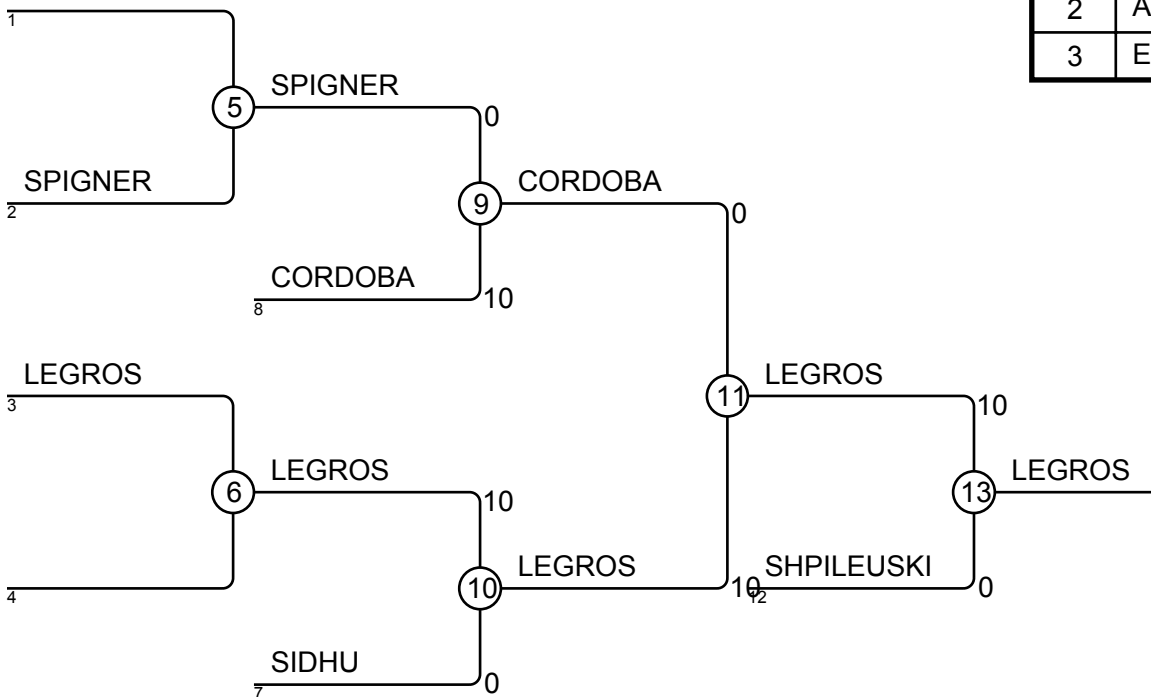 2 A
1
3 E
SPIGNER
5
0
SPIGNER
CORDOBA
2
9
0
CORDOBA
10
8
LEGROS
LEGROS
3
11
10
LEGROS
LEGROS
6
10
13
LEGROS
SHPILEUSKI
4
10
10
12
0
SIDHU
7
0